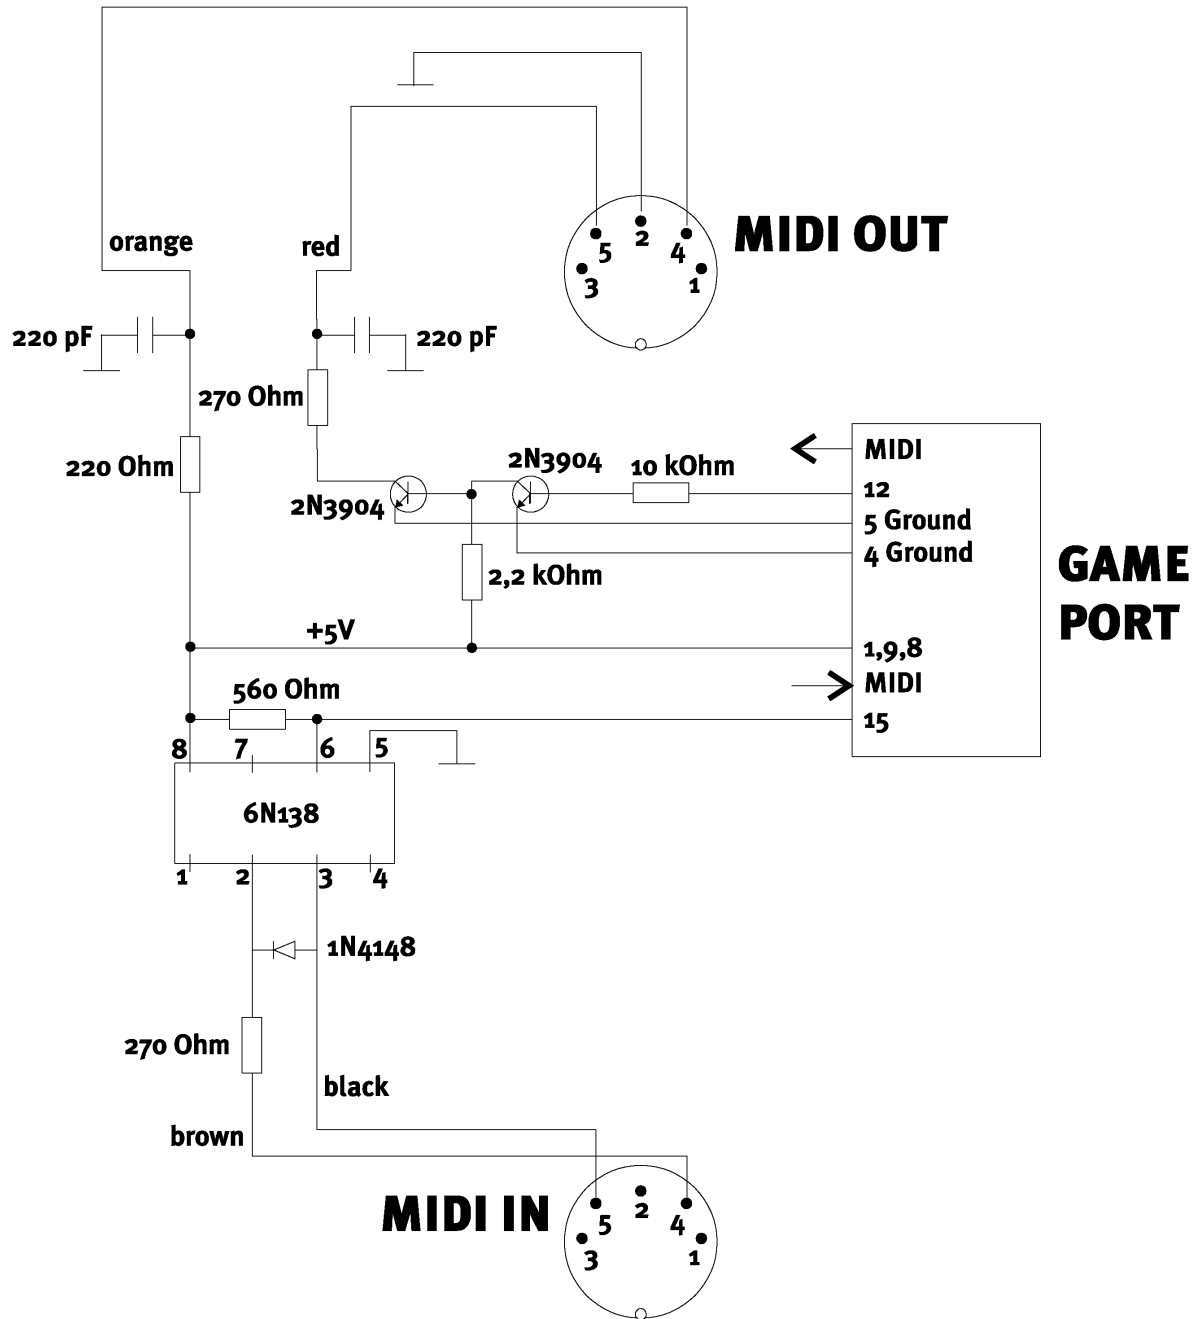 5
2
4
3
1
MIDI OUT
orange
red
220 pF
220 pF
270 Ohm
220 Ohm
2N3904
2N3904
10 kOhm
MIDI
12
5 Ground
4 Ground
2,2 kOhm
GAME
PORT
+5V
1,9,8
MIDI
15
560 Ohm
8
7
6
5
6N138
1
2
3
4
1N4148
270 Ohm
black
brown
MIDI IN
5
2
4
3
1